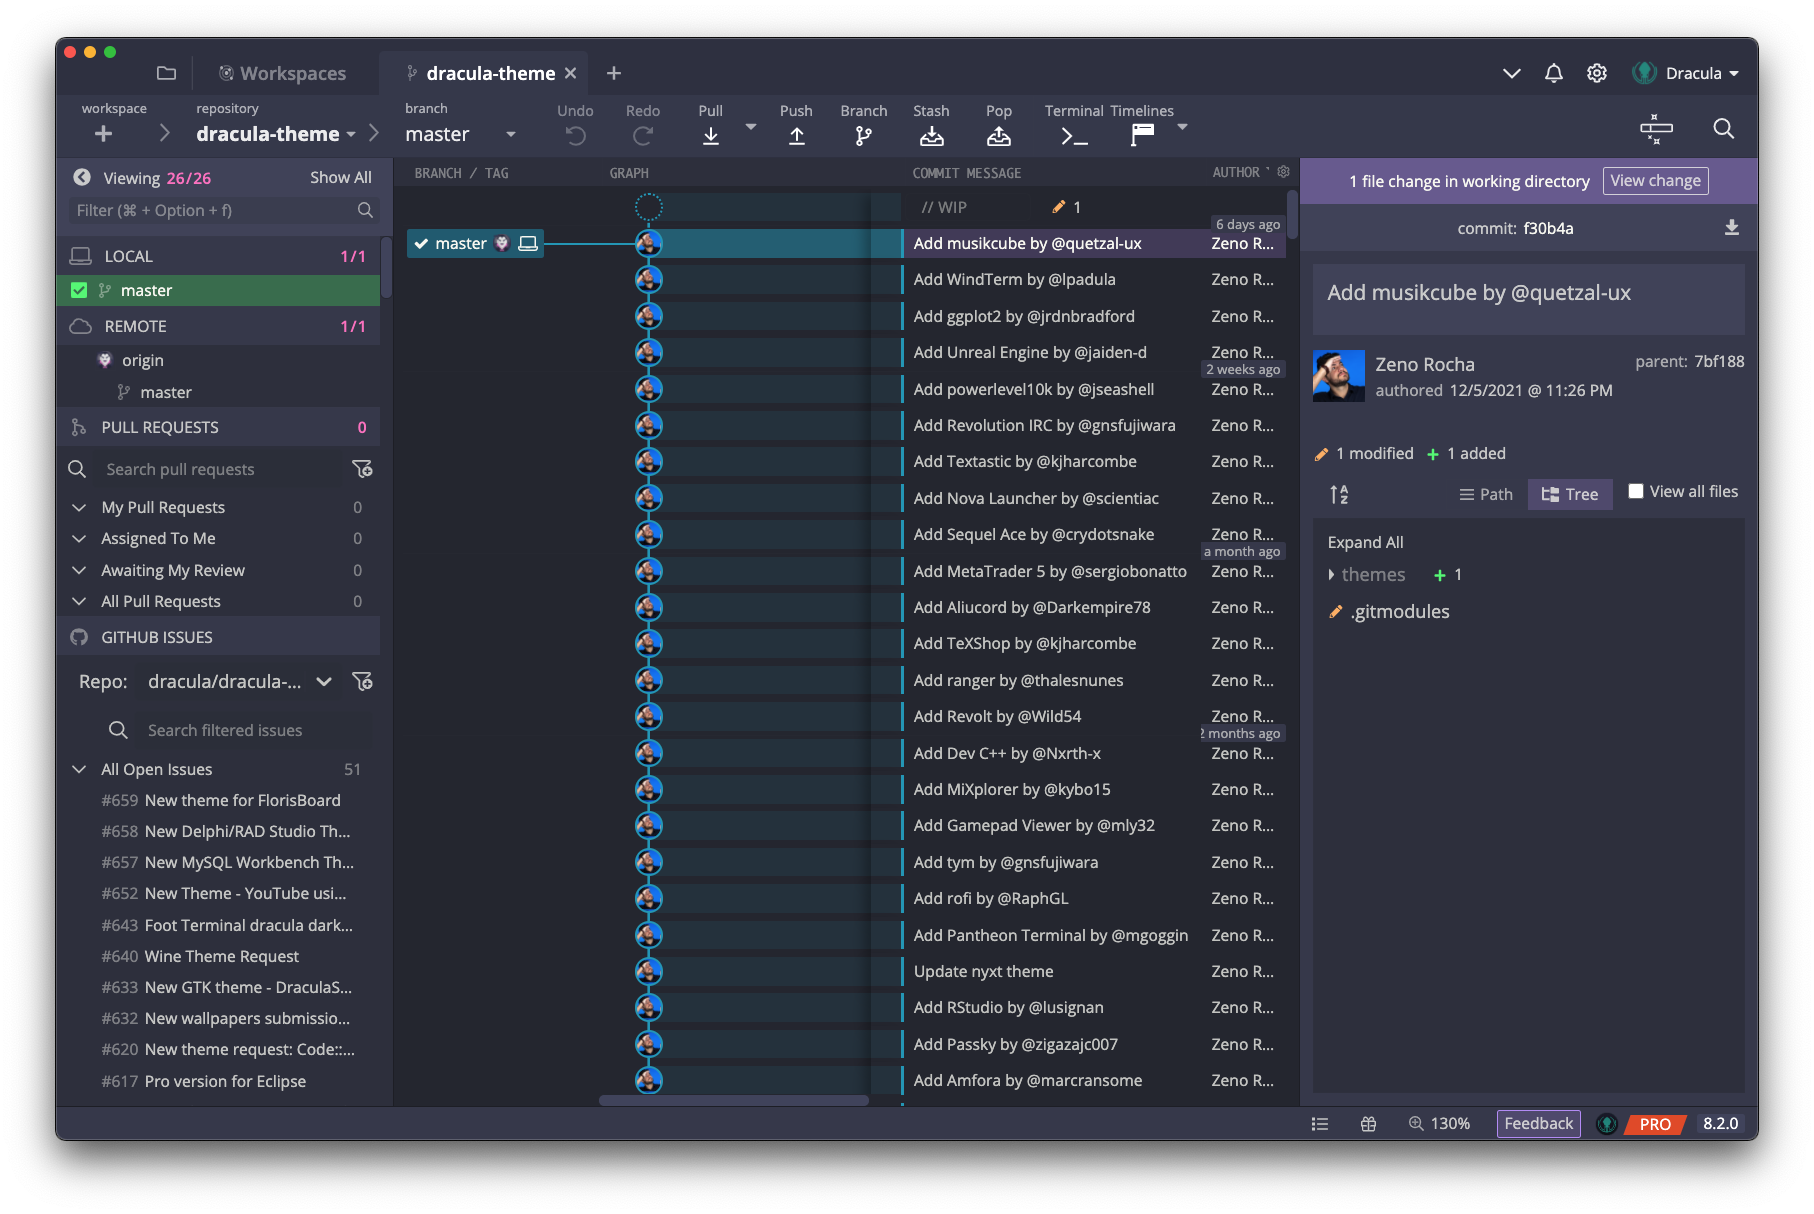 Workspaces
dracula-theme
Dracula
workspace
repository
dracula-theme
branch
master
Undo
Redo
Pull
Push
Branch
Stash
Pop
Terminal
Timelines
Viewing 26/26
Show All
Filter (⌘ + Option + f)
LOCAL 1/1
master
REMOTE 1/1
origin
master
PULL REQUESTS 0
Search pull requests
My Pull Requests 0
Assigned To Me 0
Awaiting My Review 0
All Pull Requests 0
GITHUB ISSUES
Repo: dracula/dracula-...
Search filtered issues
All Open Issues 51
#659 New theme for FlorisBoard
#658 New Delphi/RAD Studio Th...
#657 New MySQL Workbench Th...
#652 New Theme - YouTube usi...
#643 Foot Terminal dracula dark...
#640 Wine Theme Request
#633 New GTK theme - DraculaS...
#632 New wallpapers submissio...
#620 New theme request: Code::...
#617 Pro version for Eclipse
BRANCH / TAG
GRAPH
COMMIT MESSAGE
AUTHOR
// WIP 1
6 days ago
master
Add musikcube by @quetzal-ux Zeno R...
Add WindTerm by @lpadula Zeno R...
Add ggplot2 by @jrdnbradford Zeno R...
Add Unreal Engine by @jaiden-d Zeno R...
2 weeks ago
Add powerlevel10k by @jseashell Zeno R...
Add Revolution IRC by @gnsfujiwara Zeno R...
Add Textastic by @kjharcombe Zeno R...
Add Nova Launcher by @scientiac Zeno R...
Add Sequel Ace by @crydotsnake Zeno R...
a month ago
Add MetaTrader 5 by @sergiobonatto Zeno R...
Add Aliucord by @Darkempire78 Zeno R...
Add TeXShop by @kjharcombe Zeno R...
Add ranger by @thalesnunes Zeno R...
Add Revolt by @Wild54 Zeno R...
2 months ago
Add Dev C++ by @Nxrth-x Zeno R...
Add MiXplorer by @kybo15 Zeno R...
Add Gamepad Viewer by @mly32 Zeno R...
Add tym by @gnsfujiwara Zeno R...
Add rofi by @RaphGL Zeno R...
Add Pantheon Terminal by @mgoggin Zeno R...
Update nyxt theme Zeno R...
Add RStudio by @lusignan Zeno R...
Add Passky by @zigazajc007 Zeno R...
Add Amfora by @marcransome Zeno R...
1 file change in working directory
View change
commit: f30b4a
Add musikcube by @quetzal-ux
Zeno Rocha
parent: 7bf188
authored 12/5/2021 @ 11:26 PM
1 modified + 1 added
Path
Tree
View all files
Expand All
themes + 1
.gitmodules
130%
Feedback
PRO
8.2.0